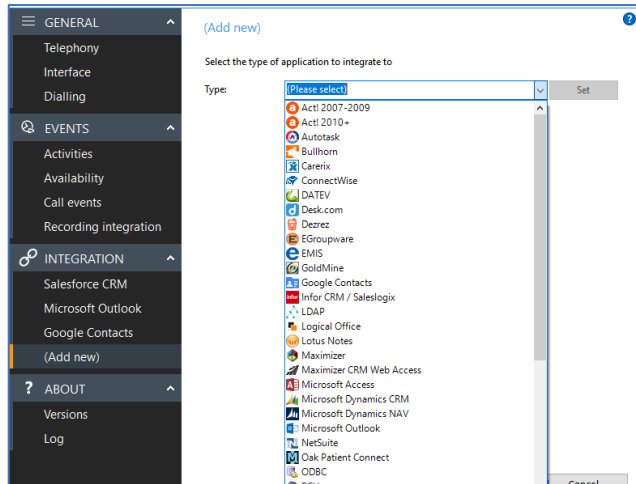 GENERAL
Telephony
Interface
Dialling
EVENTS
Activities
Availability
Call events
Recording integration
INTEGRATION
Salesforce CRM
Microsoft Outlook
Google Contacts
(Add new)
? ABOUT
Versions
Log
(Add new)
?
Select the type of application to integrate to
Type: (Please select) Set
Act! 2007-2009
Act! 2010+
Autotask
Bullhorn
Carerix
ConnectWise
DATEV
Desk.com
Dezrez
EGroupware
EMIS
GoldMine
Google Contacts
Infor CRM / Saleslogix
LDAP
Logical Office
Lotus Notes
Maximizer
Maximizer CRM Web Access
Microsoft Access
Microsoft Dynamics CRM
Microsoft Dynamics NAV
Microsoft Outlook
NetSuite
Oak Patient Connect
ODBC
Cancel